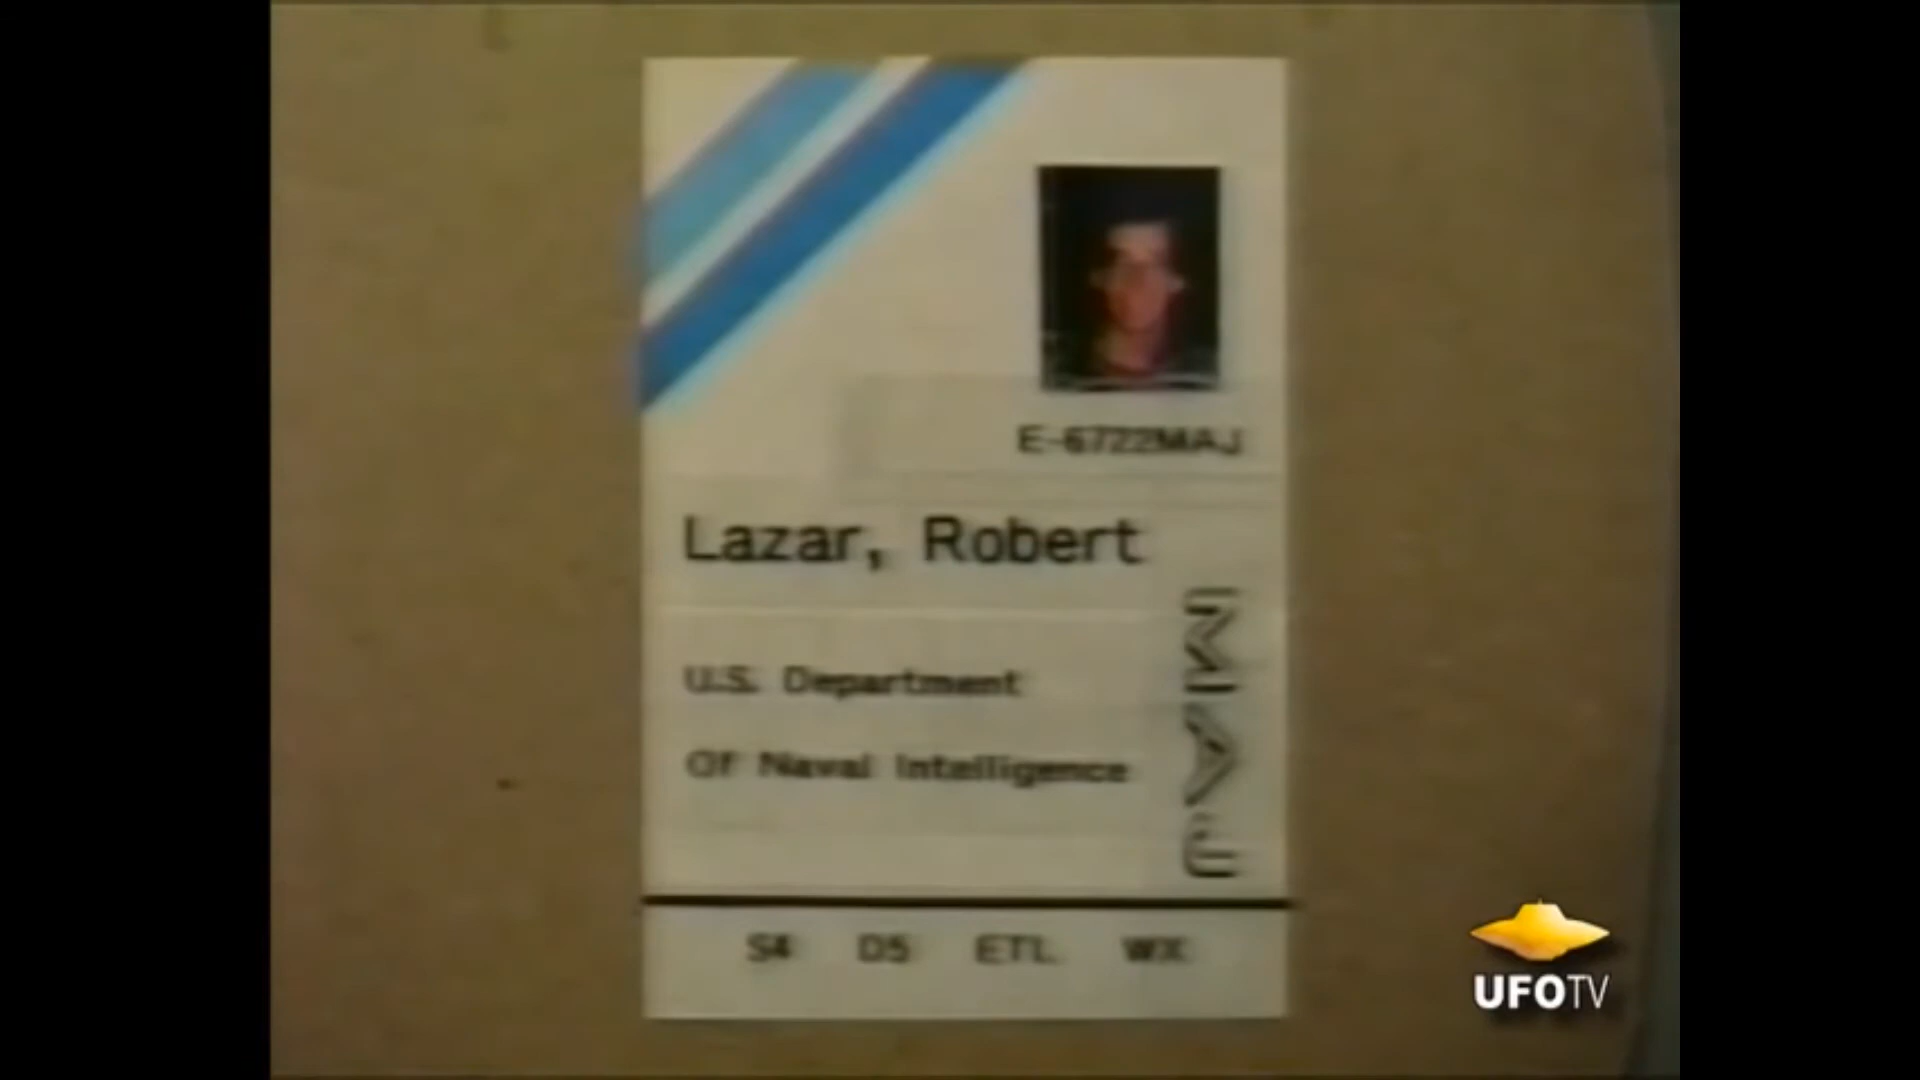 E-6722MAJ
Lazar, Robert
U.S. Department
Of Naval Intelligence
MAJ
S4 D5 ETL WX
UFOTV